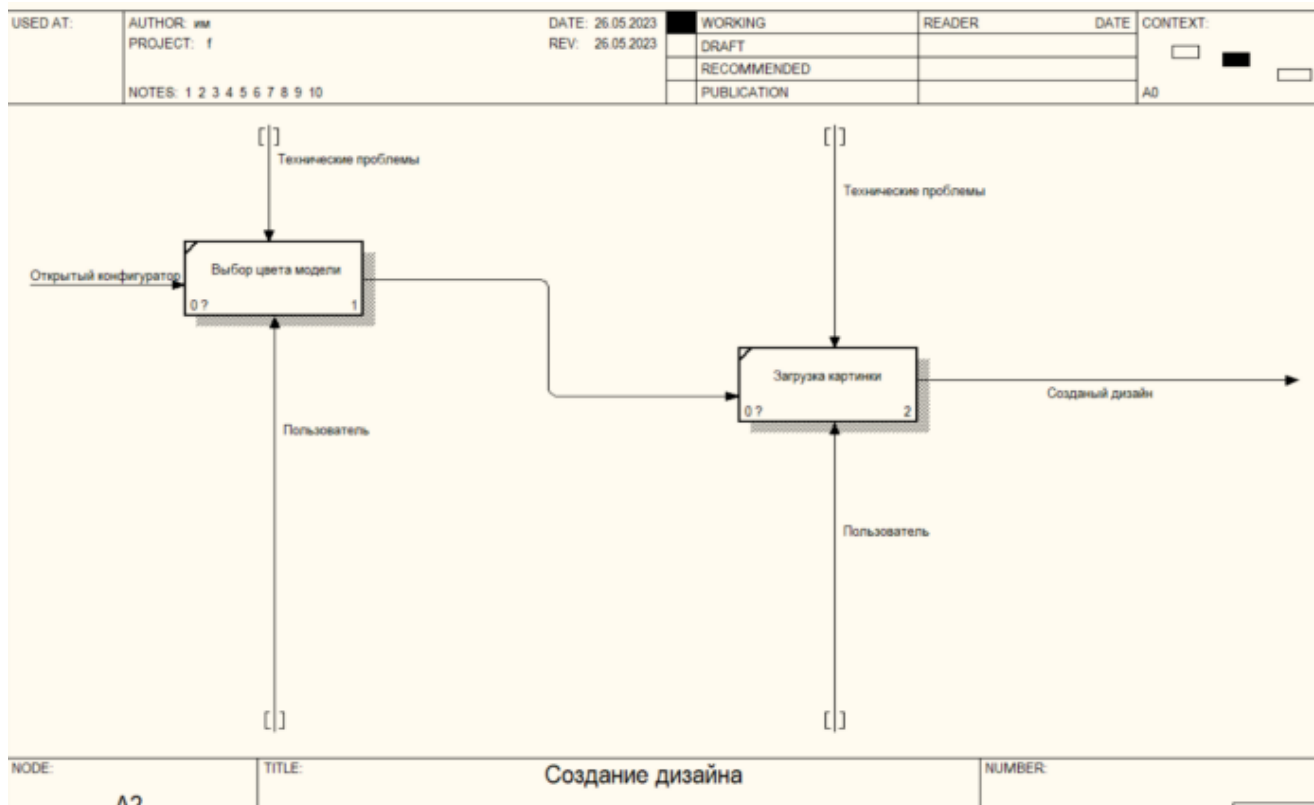 USED AT:
AUTHOR: им
DATE: 26.05.2023
WORKING
READER
DATE
CONTEXT:
PROJECT: f
REV: 26.05.2023
DRAFT
RECOMMENDED
NOTES: 1 2 3 4 5 6 7 8 9 10
PUBLICATION
A0
Технические проблемы
Технические проблемы
Открытый конфигуратор
Выбор цвета модели
0 ?
1
Загрузка картинки
0 ?
2
Созданый дизайн
Пользователь
Пользователь
NODE:
TITLE:
Создание дизайна
NUMBER:
A2